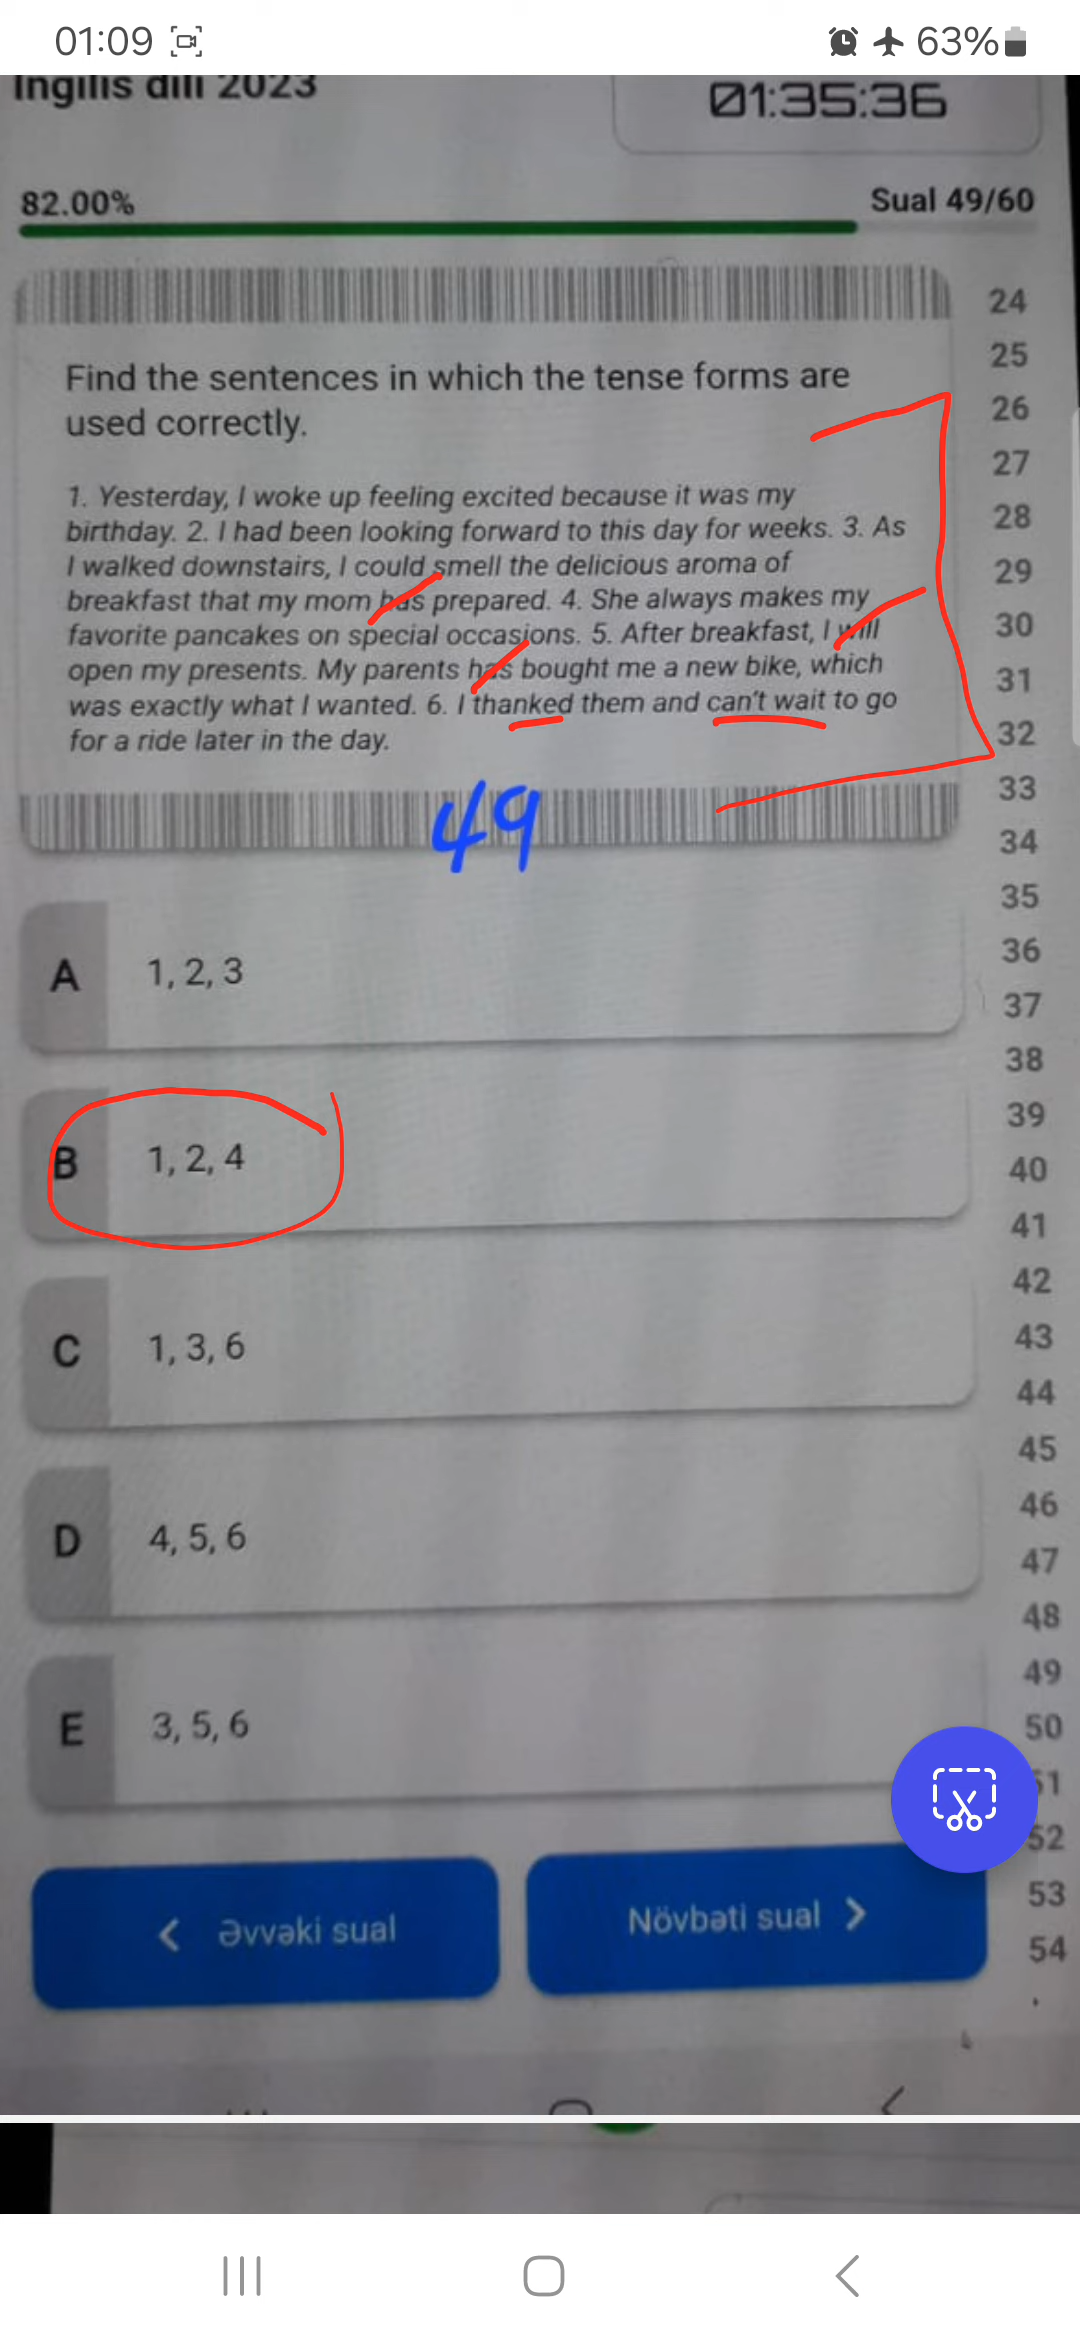 01:09 63%
Ingilis dili 2023
01:35:36
82.00%
Sual 49/60
Find the sentences in which the tense forms are
used correctly.
1. Yesterday, I woke up feeling excited because it was my
birthday. 2. I had been looking forward to this day for weeks. 3. As
I walked downstairs, I could smell the delicious aroma of
breakfast that my mom has prepared. 4. She always makes my
favorite pancakes on special occasions. 5. After breakfast, I will
open my presents. My parents has bought me a new bike, which
was exactly what I wanted. 6. I thanked them and can't wait to go
for a ride later in the day.
49
A 1, 2, 3
B 1, 2, 4
C 1, 3, 6
D 4, 5, 6
E 3, 5, 6
Əvvəki sual
Növbəti sual
24
25
26
27
28
29
30
31
32
33
34
35
36
37
38
39
40
41
42
43
44
45
46
47
48
49
50
51
52
53
54